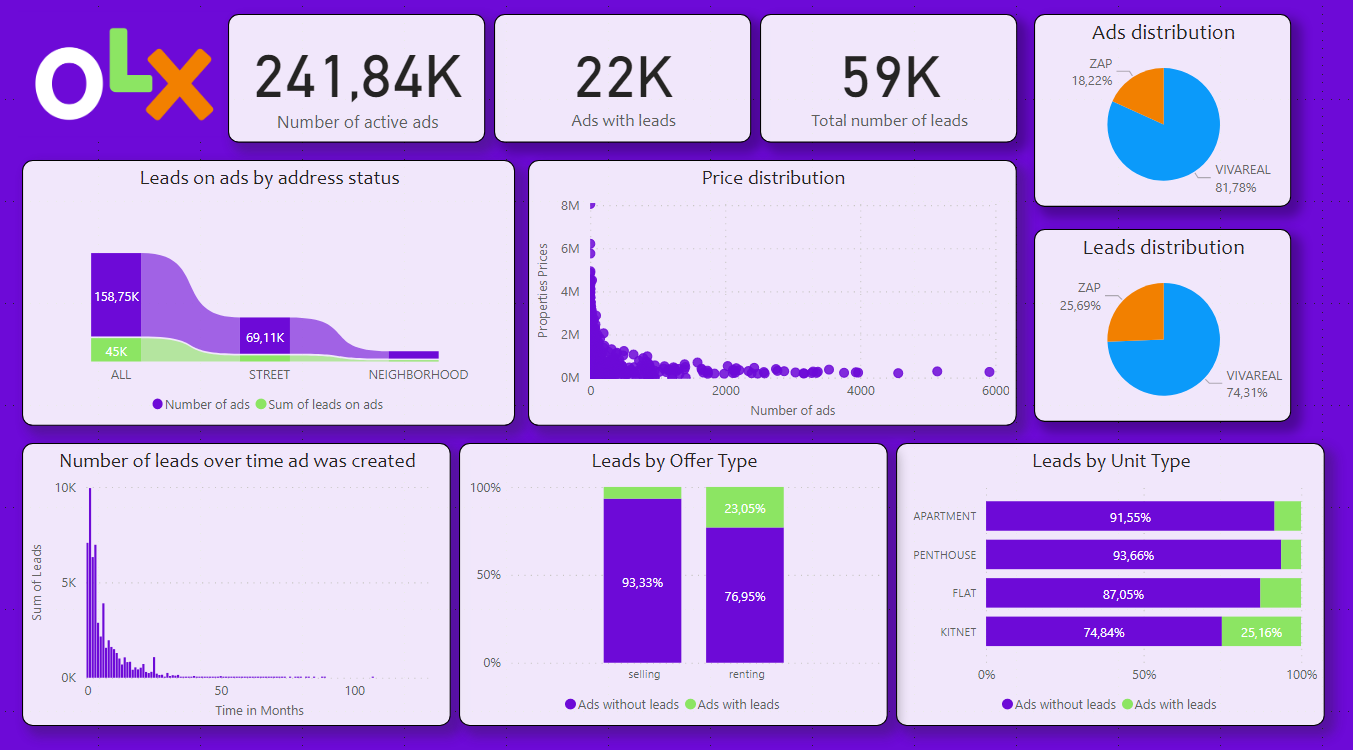 OLX
241,84K
Number of active ads
22K
Ads with leads
59K
Total number of leads
Ads distribution
ZAP
18,22%
VIVAREAL
81,78%
Leads on ads by address status
158,75K
45K
69,11K
ALL STREET NEIGHBORHOOD
Number of ads Sum of leads on ads
Price distribution
Properties Prices
8M
6M
4M
2M
0M
0 2000 4000 6000
Number of ads
Leads distribution
ZAP
25,69%
VIVAREAL
74,31%
Number of leads over time ad was created
Sum of Leads
10K
5K
0K
0 50 100
Time in Months
Leads by Offer Type
100%
50%
0%
93,33%
23,05%
76,95%
selling renting
Ads without leads Ads with leads
Leads by Unit Type
APARTMENT 91,55%
PENTHOUSE 93,66%
FLAT 87,05%
KITNET 74,84% 25,16%
0% 50% 100%
Ads without leads Ads with leads